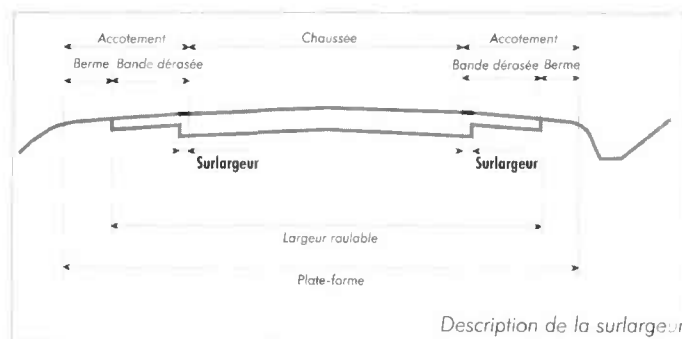 Accotement Chaussée Accotement
Berme Bande dérasée Bande dérasée Berme
Surlargeur Surlargeur
Largeur roulable
Plate-forme
Description de la surlargeur